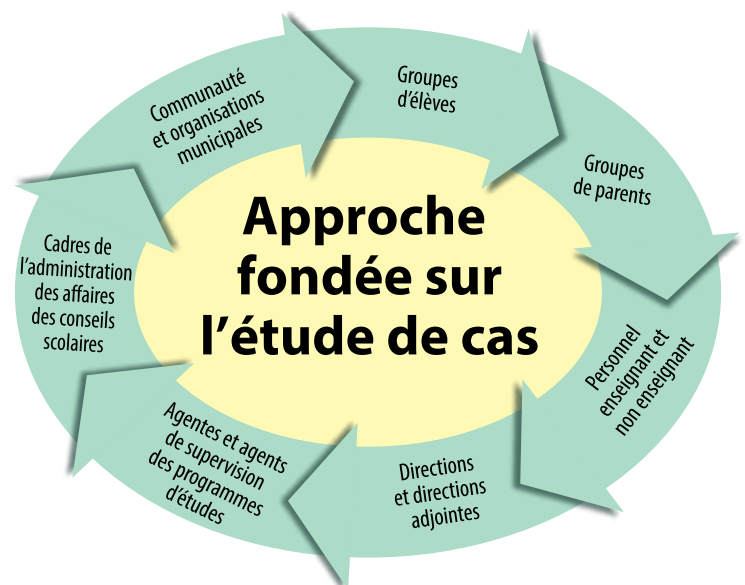 Approche
fondée sur
l'étude de cas
Groupes
d'élèves
Groupes
de parents
Personnel
enseignant et
non enseignant
Directions
et directions
adjointes
Agentes et agents
de supervision
des programmes
d'études
Cadres de
l'administration
des affaires
des conseils
scolaires
Communauté
et organisations
municipales